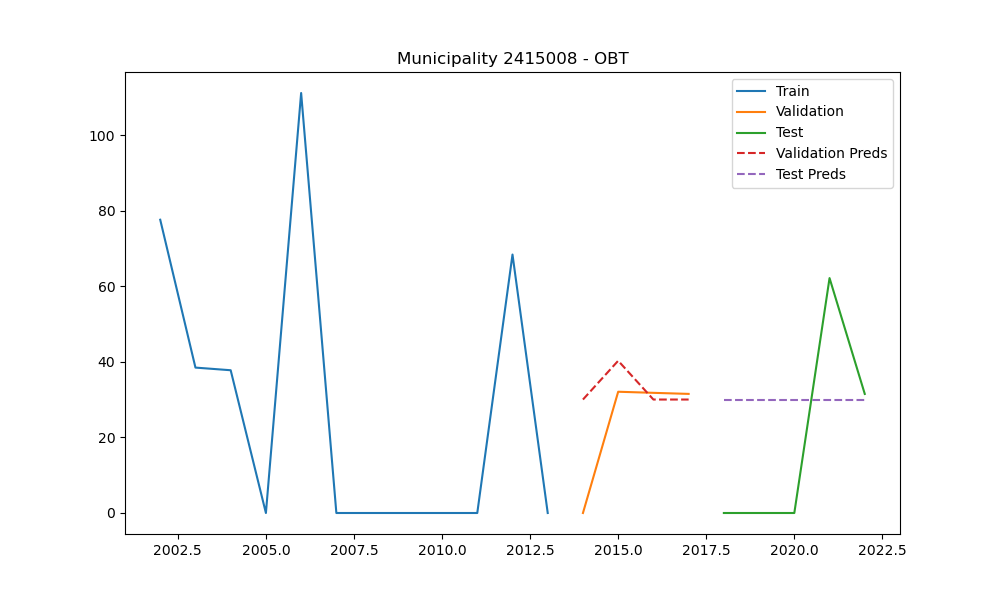 Municipality 2415008 - OBT
Train
Validation
Test
Validation Preds
Test Preds
100
80
60
40
20
0
2002.5 2005.0 2007.5 2010.0 2012.5 2015.0 2017.5 2020.0 2022.5